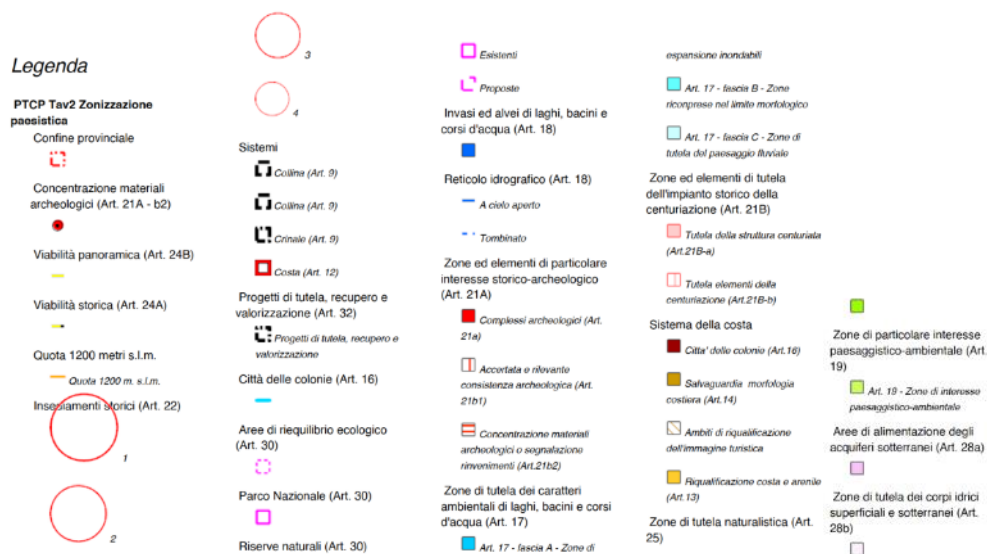 Legenda
PTCP Tav2 Zonizzazione
paesistica
Confine provinciale
Concentrazione materiali
archeologici (Art. 21A - b2)
Viabilità panoramica (Art. 24B)
Viabilità storica (Art. 24A)
Quota 1200 metri s.l.m.
Quota 1200 m. s.l.m.
Insediamenti storici (Art. 22)
1
2
3
4
Sistemi
Collina (Art. 9)
Collina (Art. 9)
Crinale (Art. 9)
Costa (Art. 12)
Progetti di tutela, recupero e
valorizzazione (Art. 32)
Progetti di tutela, recupero e
valorizzazione
Città delle colonie (Art. 16)
Aree di riequilibrio ecologico
(Art. 30)
Parco Nazionale (Art. 30)
Riserve naturali (Art. 30)
Esistenti
Proposte
Invasi ed alvei di laghi, bacini e
corsi d'acqua (Art. 18)
Reticolo idrografico (Art. 18)
A cielo aperto
Tombinato
Zone ed elementi di particolare
interesse storico-archeologico
(Art. 21A)
Complessi archeologici (Art.
21a)
Accertata e rilevante
consistenza archeologica (Art.
21b1)
Concentrazione materiali
archeologici o segnalazione
rinvenimenti (Art.21b2)
Zone di tutela dei caratteri
ambientali di laghi, bacini e corsi
d'acqua (Art. 17)
Art. 17 - fascia A - Zone di
espansione inondabili
Art. 17 - fascia B - Zone
riconprese nel limite morfologico
Art. 17 - fascia C - Zone di
tutela del paesaggio fluviale
Zone ed elementi di tutela
dell'impianto storico della
centuriazione (Art. 21B)
Tutela della struttura centuriata
(Art.21B-a)
Tutela elementi della
centuriazione (Art.21B-b)
Sistema della costa
Citta' delle colonie (Art.16)
Salvaguardia morfologia
costiera (Art.14)
Ambiti di riqualificazione
dell'immagine turistica
Riqualificazione costa e arenile
(Art.13)
Zone di tutela naturalistica (Art.
25)
Zone di particolare interesse
paesaggistico-ambientale (Art.
19)
Art. 19 - Zone di interesse
paesaggistico-ambientale
Aree di alimentazione degli
acquiferi sotterranei (Art. 28a)
Zone di tutela dei corpi idrici
superficiali e sotterranei (Art.
28b)